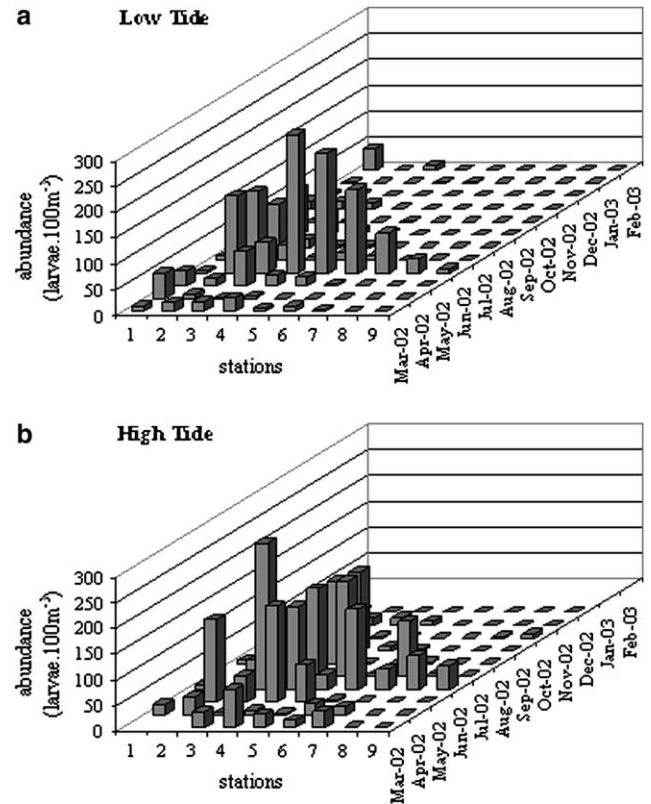 a
Low Tide
300
250
200
150
100
50
0
abundance
(larvae.100m⁻³)
1 2 3 4 5 6 7 8 9
stations
Mar-02
Apr-02
May-02
Jun-02
Jul-02
Aug-02
Sep-02
Oct-02
Nov-02
Dec-02
Jan-03
Feb-03
b
High Tide
300
250
200
150
100
50
0
abundance
(larvae.100m⁻³)
1 2 3 4 5 6 7 8 9
stations
Mar-02
Apr-02
May-02
Jun-02
Jul-02
Aug-02
Sep-02
Oct-02
Nov-02
Dec-02
Jan-03
Feb-03